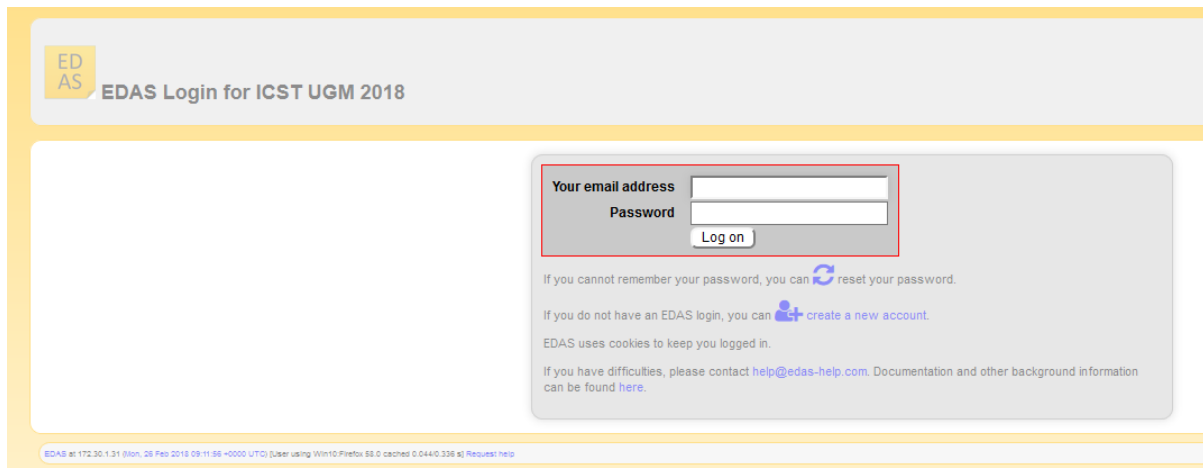 ED
AS
EDAS Login for ICST UGM 2018
Your email address
Password
Log on
If you cannot remember your password, you can reset your password.
If you do not have an EDAS login, you can create a new account.
EDAS uses cookies to keep you logged in.
If you have difficulties, please contact help@edas-help.com. Documentation and other background information
can be found here.
EDAS at 172.30.1.31 (Mon, 26 Feb 2018 09:11:56 +0000 UTC) [User using Win10:Firefox 58.0 cached 0.044/0.336 s] Request help